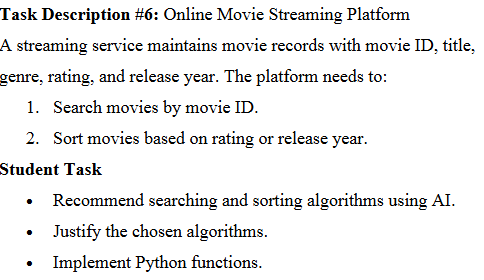 Task Description #6: Online Movie Streaming Platform
A streaming service maintains movie records with movie ID, title,
genre, rating, and release year. The platform needs to:
1. Search movies by movie ID.
2. Sort movies based on rating or release year.
Student Task
• Recommend searching and sorting algorithms using AI.
• Justify the chosen algorithms.
• Implement Python functions.